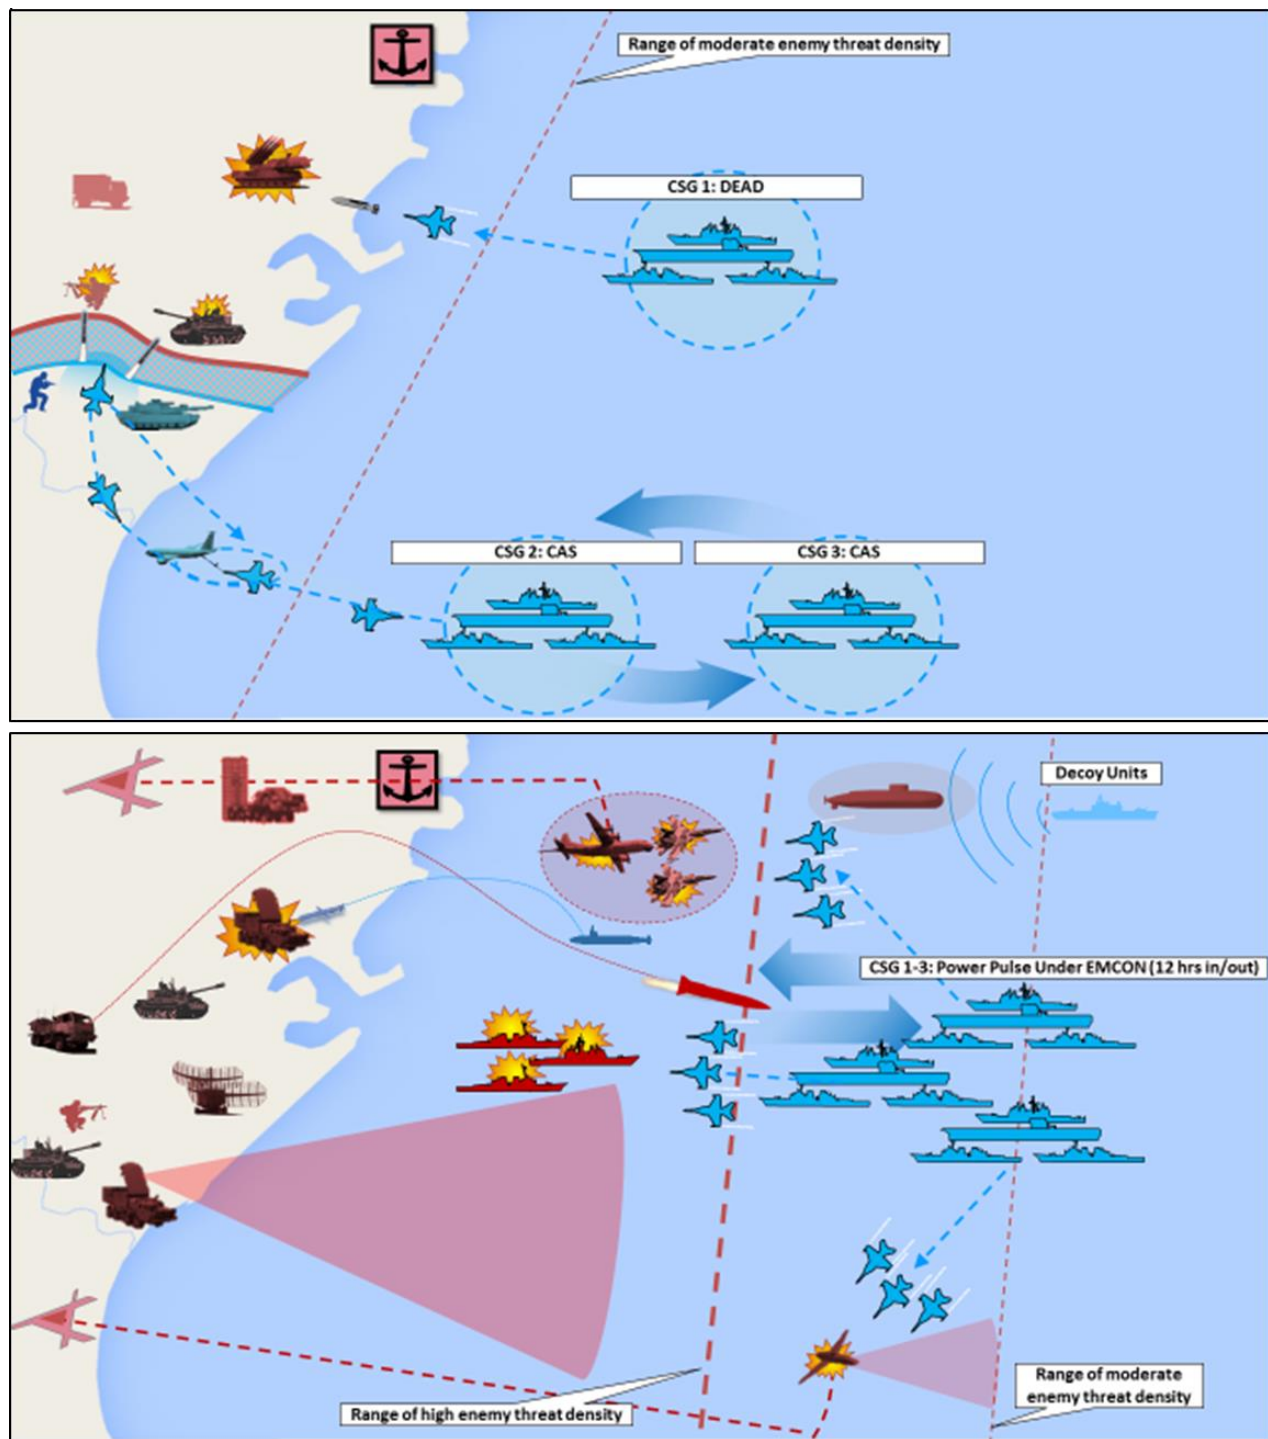 Range of moderate enemy threat density
CSG 1: DEAD
CSG 2: CAS
CSG 3: CAS
Decoy Units
CSG 1-3: Power Pulse Under EMCON (12 hrs in/out)
Range of moderate
enemy threat density
Range of high enemy threat density